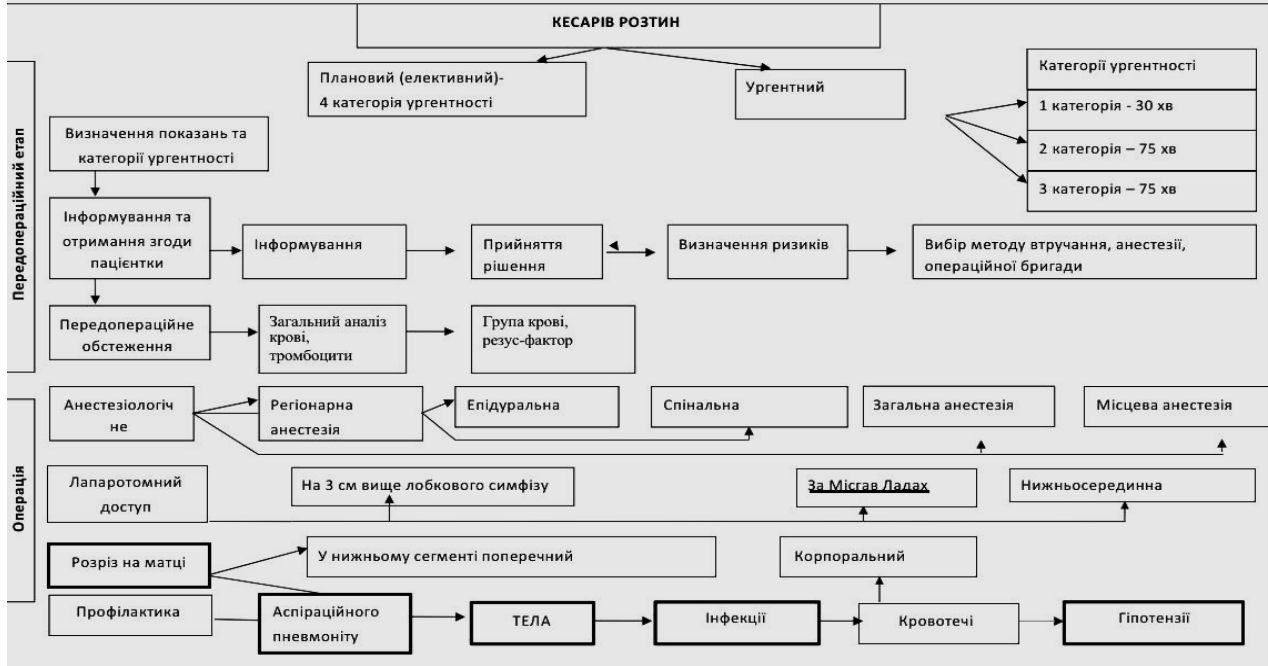 КЕСАРІВ РОЗТИН
Плановий (елективний)-
4 категорія ургентності
Ургентний
Категорії ургентності
1 категорія - 30 хв
2 категорія – 75 хв
3 категорія – 75 хв
Передопераційний етап
Визначення показань та
категорії ургентності
Інформування та
отримання згоди
пацієнтки
Інформування
Прийняття
рішення
Визначення ризиків
Вибір методу втручання, анестезії,
операційної бригади
Передопераційне
обстеження
Загальний аналіз
крові,
тромбоцити
Група крові,
резус-фактор
Операція
Анестезіологіч
не
Регіонарна
анестезія
Епідуральна
Спінальна
Загальна анестезія
Місцева анестезія
Лапаротомний
доступ
На 3 см вище лобкового симфізу
За Місгав Ладах
Нижньосерединна
Розріз на матці
У нижньому сегменті поперечний
Корпоральний
Профілактика
Аспіраційного
пневмоніту
ТЕЛА
Інфекції
Кровотечі
Гіпотензії